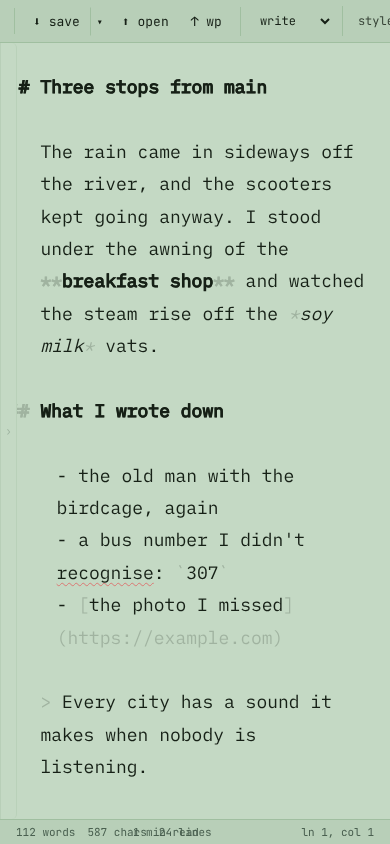 ⬇ save ▾ ⬆ open ↑ wp write style
# Three stops from main
The rain came in sideways off
the river, and the scooters
kept going anyway. I stood
under the awning of the
**breakfast shop** and watched
the steam rise off the *soy
milk* vats.
# What I wrote down
- the old man with the
birdcage, again
- a bus number I didn't
recognise: `307`
- [the photo I missed]
(https://example.com)
> Every city has a sound it
makes when nobody is
listening.
112 words 587 chars ln 1, col 1